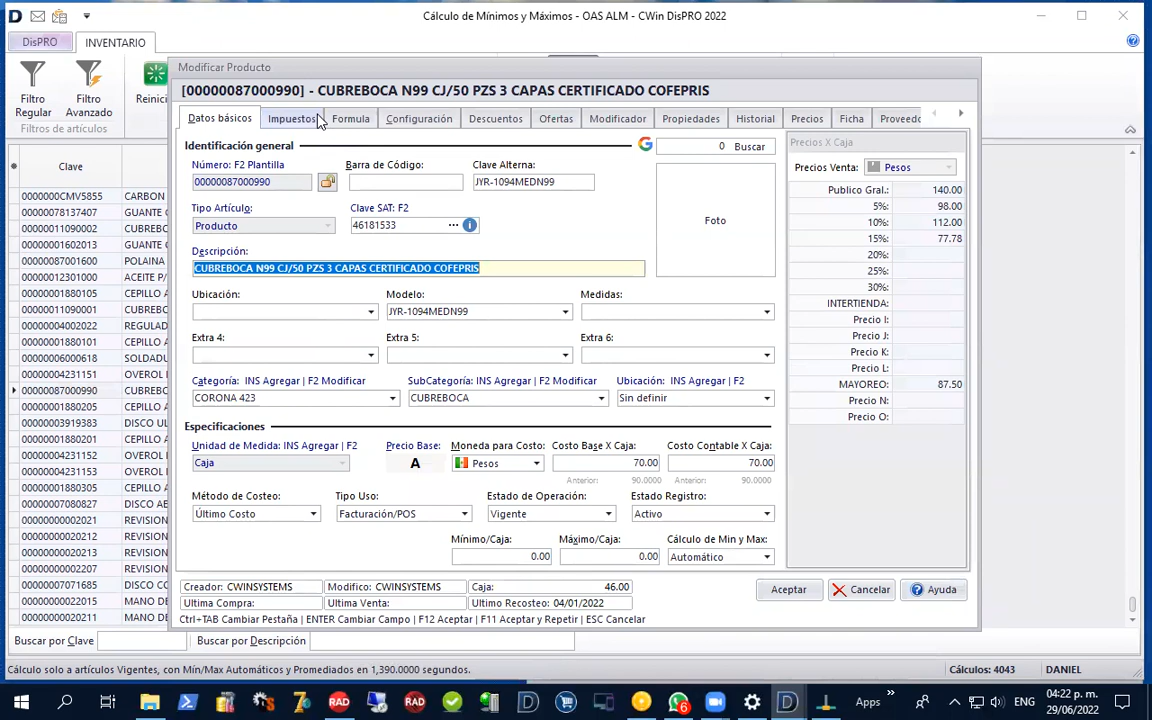 Cálculo de Mínimos y Máximos - OAS ALM - CWin DisPRO 2022
DisPRO INVENTARIO
Filtro Regular
Filtro Avanzado
Reinici
Filtros de artículos
Clave
0000000CMV5855 CARBON
00000078137407 GUANTE
00000011090002 CUBREBO
00000001602013 GUANTE
00000087001600 POLAINA
00000012301000 ACEITE P/
00000001880105 CEPILLO
00000011090001 CUBREBO
00000004002022 REGULAD
00000001880101 CEPILLO
00000006000618 SOLDADU
00000004231151 OVEROL
00000087000990 CUBREBO
00000001880205 CEPILLO
00000003919383 DISCO UL
00000001880201 CEPILLO
00000004231153 OVEROL
00000004231152 OVEROL
00000001880305 CEPILLO
00000007080827 DISCO AB
00000000002021 REVISION
00000000020212 REVISION
00000000020213 REVISION
00000000002207 REVISION
00000007071685 DISCO
00000000022015 MANO DE
00000000020211 MANO DE
Buscar por Clave Buscar por Descripción
Modificar Producto
[00000087000990] - CUBREBOCA N99 CJ/50 PZS 3 CAPAS CERTIFICADO COFEPRIS
Datos básicos Impuestos Formula Configuración Descuentos Ofertas Modificador Propiedades Historial Precios Ficha Proveedo
Identificación general 0 Buscar
Número: F2 Plantilla Barra de Código: Clave Alterna:
00000087000990 JYR-1094MEDN99
Tipo Artículo: Clave SAT: F2
Producto 46181533
Foto
Descripción:
CUBREBOCA N99 CJ/50 PZS 3 CAPAS CERTIFICADO COFEPRIS
Ubicación: Modelo: Medidas:
JYR-1094MEDN99
Extra 4: Extra 5: Extra 6:
Categoría: INS Agregar | F2 Modificar SubCategoría: INS Agregar | F2 Modificar Ubicación: INS Agregar | F2
CORONA 423 CUBREBOCA Sin definir
Especificaciones
Unidad de Medida: INS Agregar | F2 Precio Base: Moneda para Costo: Costo Base X Caja: Costo Contable X Caja:
Caja A Pesos 70.00 70.00
Anterior: 90.0000 Anterior: 90.0000
Método de Costeo: Tipo Uso: Estado de Operación: Estado Registro:
Último Costo Facturación/POS Vigente Activo
Mínimo/Caja: Máximo/Caja: Cálculo de Min y Max:
0.00 0.00 Automático
Creador: CWINSYSTEMS Modifico: CWINSYSTEMS Caja: 46.00
Ultima Compra: Ultima Venta: Ultimo Recosteo: 04/01/2022
Aceptar Cancelar Ayuda
Ctrl+TAB Cambiar Pestaña | ENTER Cambiar Campo | F12 Aceptar | F11 Aceptar y Repetir | ESC Cancelar
Precios X Caja
Precios Venta: Pesos
Publico Gral.: 140.00
5%: 98.00
10%: 112.00
15%: 77.78
20%:
25%:
30%:
INTERTIENDA:
Precio I:
Precio J:
Precio K:
Precio L:
MAYOREO: 87.50
Precio N:
Precio O:
Cálculo solo a artículos Vigentes, con Mín/Max Automáticos y Promediados en 1,390.0000 segundos. Cálculos: 4043 DANIEL
RAD RAD 6 Apps ENG 04:22 p. m.
29/06/2022